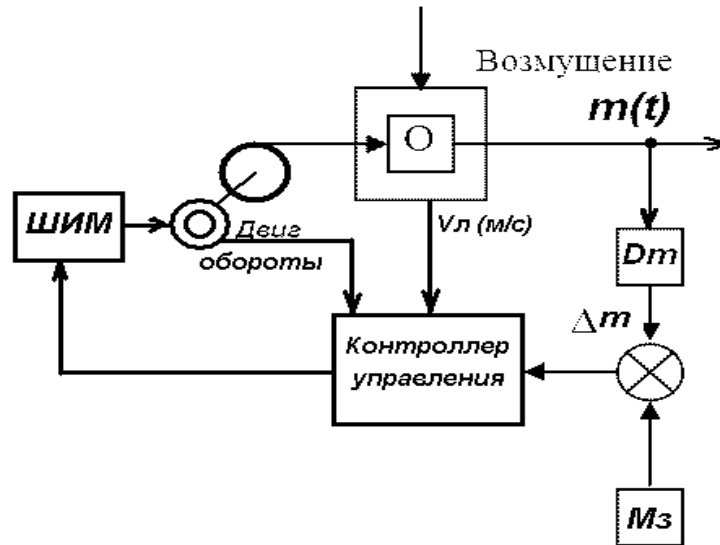 Возмущение
m(t)
О
ШИМ
Двиг
обороты
Vл (м/с)
Dm
Δm
Контроллер
управления
Мз